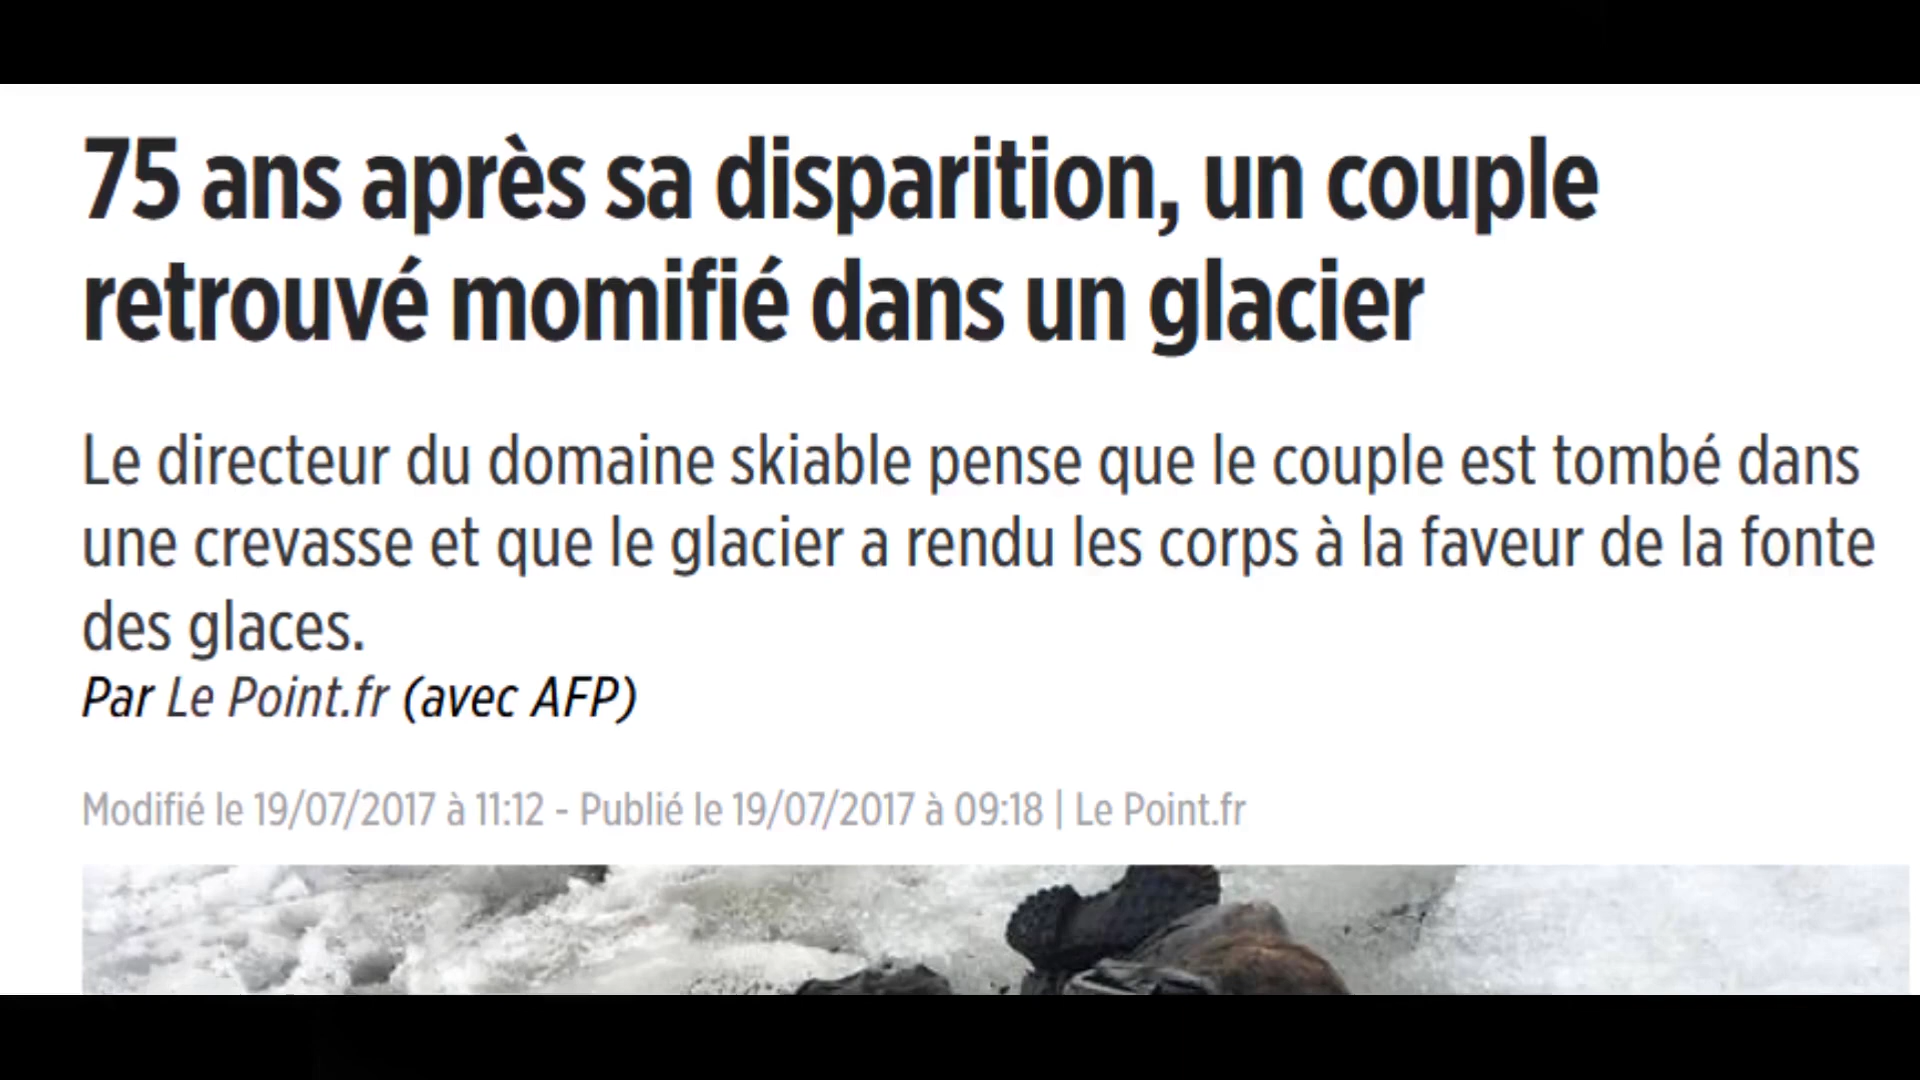 75 ans après sa disparition, un couple
retrouvé momifié dans un glacier
Le directeur du domaine skiable pense que le couple est tombé dans
une crevasse et que le glacier a rendu les corps à la faveur de la fonte
des glaces.
Par Le Point.fr (avec AFP)
Modifié le 19/07/2017 à 11:12 - Publié le 19/07/2017 à 09:18 | Le Point.fr